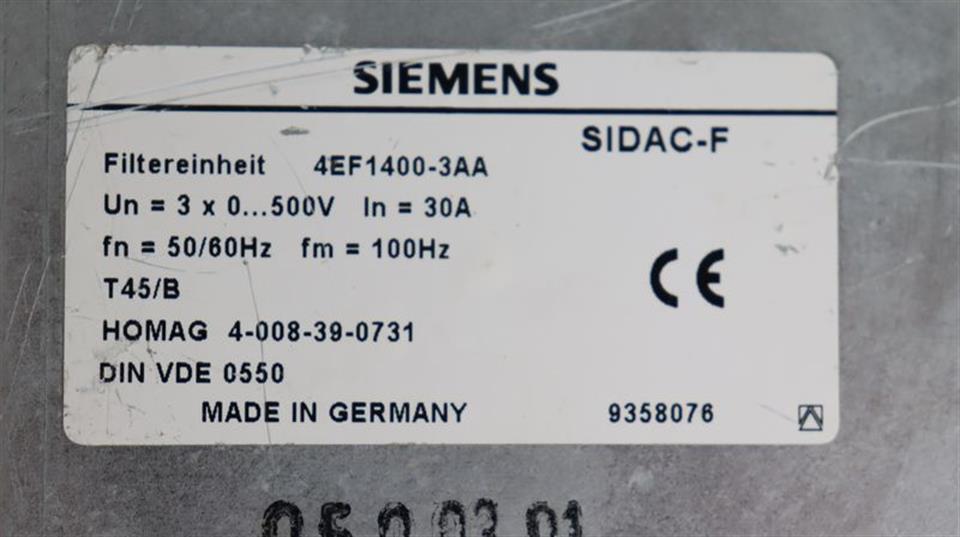 SIEMENS
SIDAC-F
Filtereinheit 4EF1400-3AA
Un = 3 x 0...500V In = 30A
fn = 50/60Hz fm = 100Hz
T45/B
CE
HOMAG 4-008-39-0731
DIN VDE 0550
MADE IN GERMANY 9358076